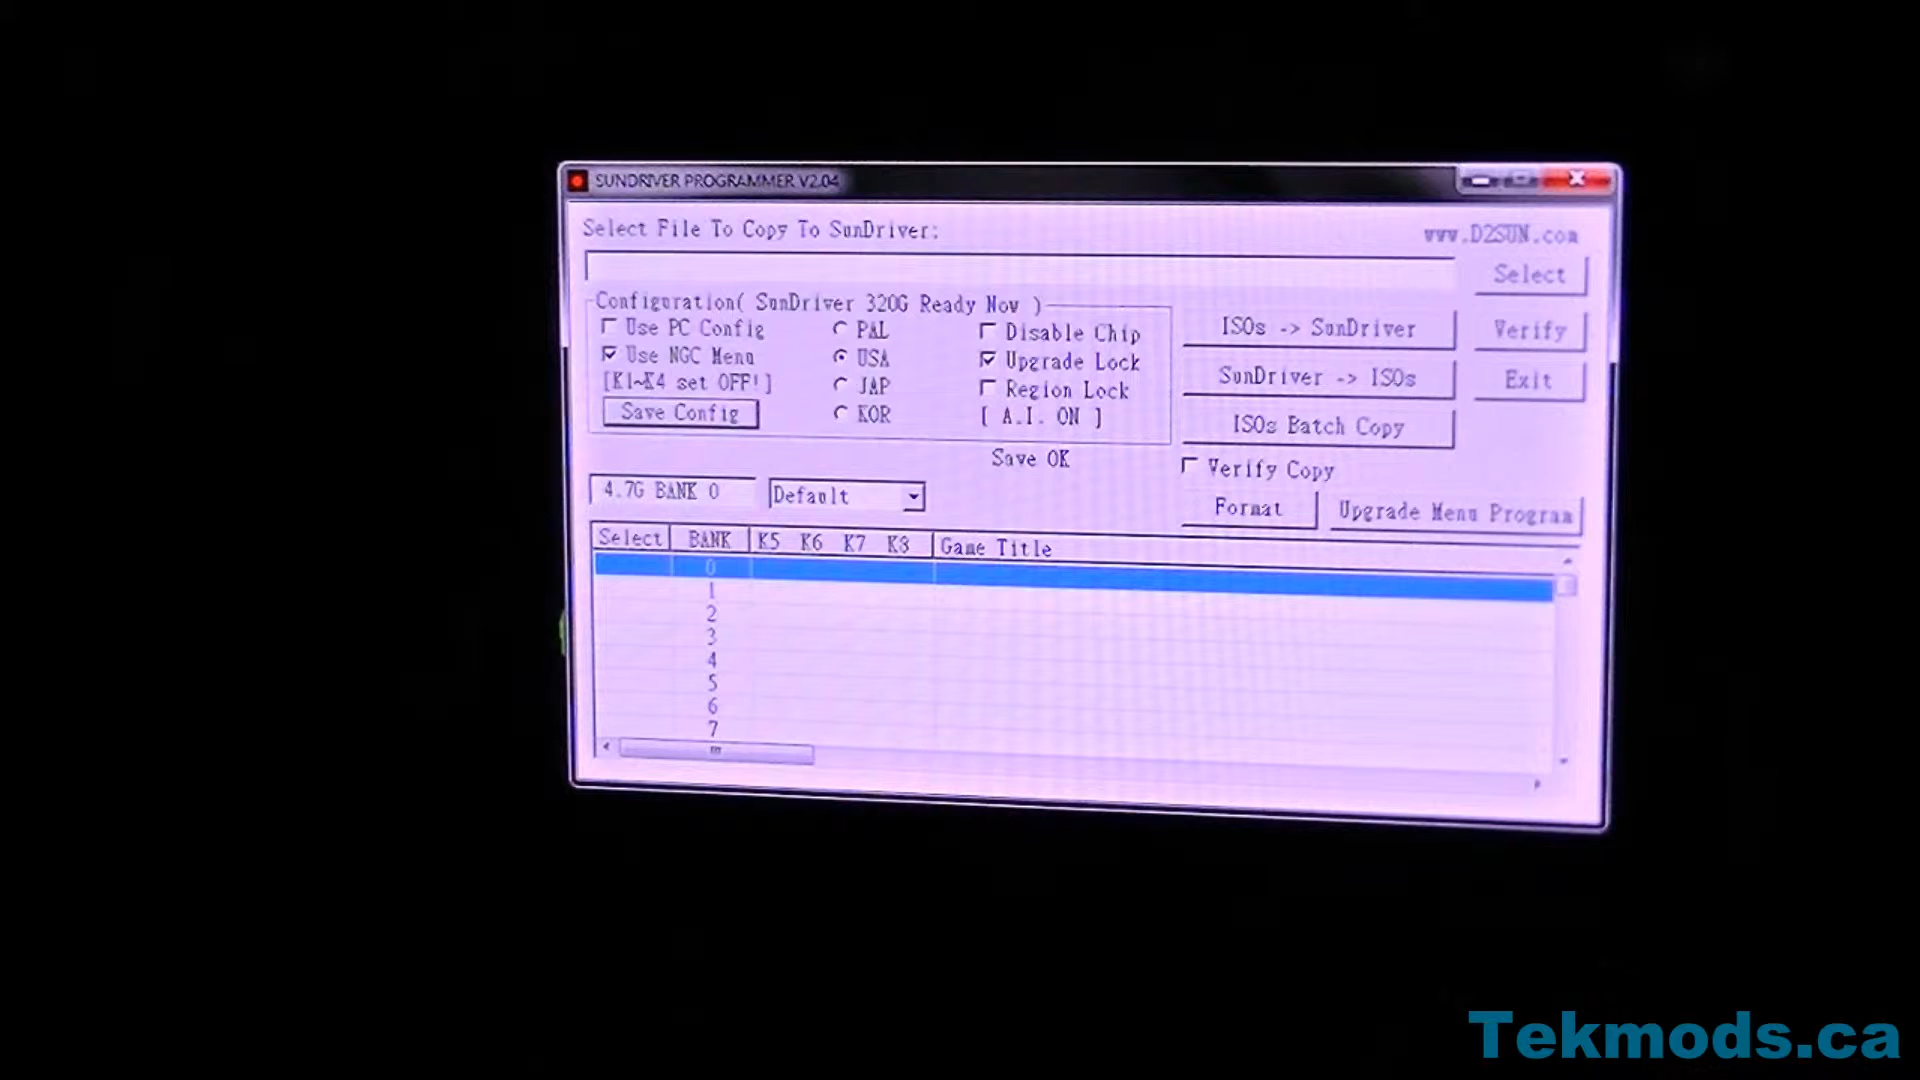 SUNDRIVER PROGRAMMER V2.04
Select File To Copy To SunDriver:
www.D2SUN.com
Select
Configuration( SunDriver 320G Ready Now )
Use PC Config
PAL
Disable Chip
ISOs -> SunDriver
Verify
Use NGC Menu
USA
Upgrade Lock
[K1~K4 set OFF!]
JAP
Region Lock
SunDriver -> ISOs
Exit
Save Config
KOR
[ A.I. ON ]
ISOs Batch Copy
Save OK
Verify Copy
4.7G BANK 0
Default
Format
Upgrade Menu Program
Select BANK K5 K6 K7 K8 Game Title
0
1
2
3
4
5
6
7
Tekmods.ca